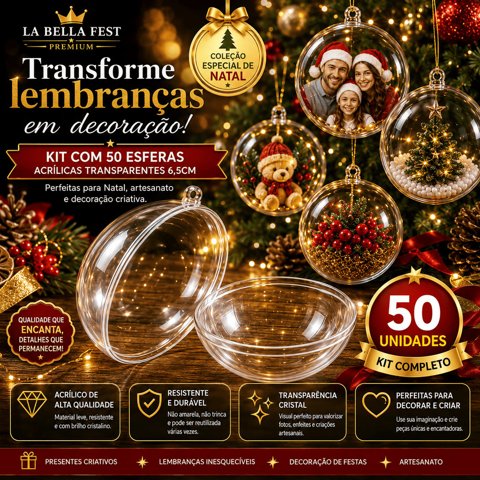 LA BELLA FEST
PREMIUM
COLEÇÃO
ESPECIAL DE
NATAL
Transforme
lembranças
em decoração!
KIT COM 50 ESFERAS
ACRÍLICAS TRANSPARENTES 6,5CM
Perfeitas para Natal, artesanato
e decoração criativa.
QUALIDADE QUE
ENCANTA,
DETALHES QUE
PERMANECEM!
50
UNIDADES
KIT COMPLETO
ACRÍLICO DE
ALTA QUALIDADE
Material leve, resistente
e com brilho cristalino.
RESISTENTE
E DURÁVEL
Não amarela, não trinca
e pode ser reutilizada
várias vezes.
TRANSPARÊNCIA
CRISTAL
Visual perfeito para valorizar
fotos, enfeites e criações
artesanais.
PERFEITAS PARA
DECORAR E CRIAR
Use sua imaginação e crie
peças únicas e encantadoras.
PRESENTES CRIATIVOS
LEMBRANÇAS INESQUECÍVEIS
DECORAÇÃO DE FESTAS
ARTESANATO